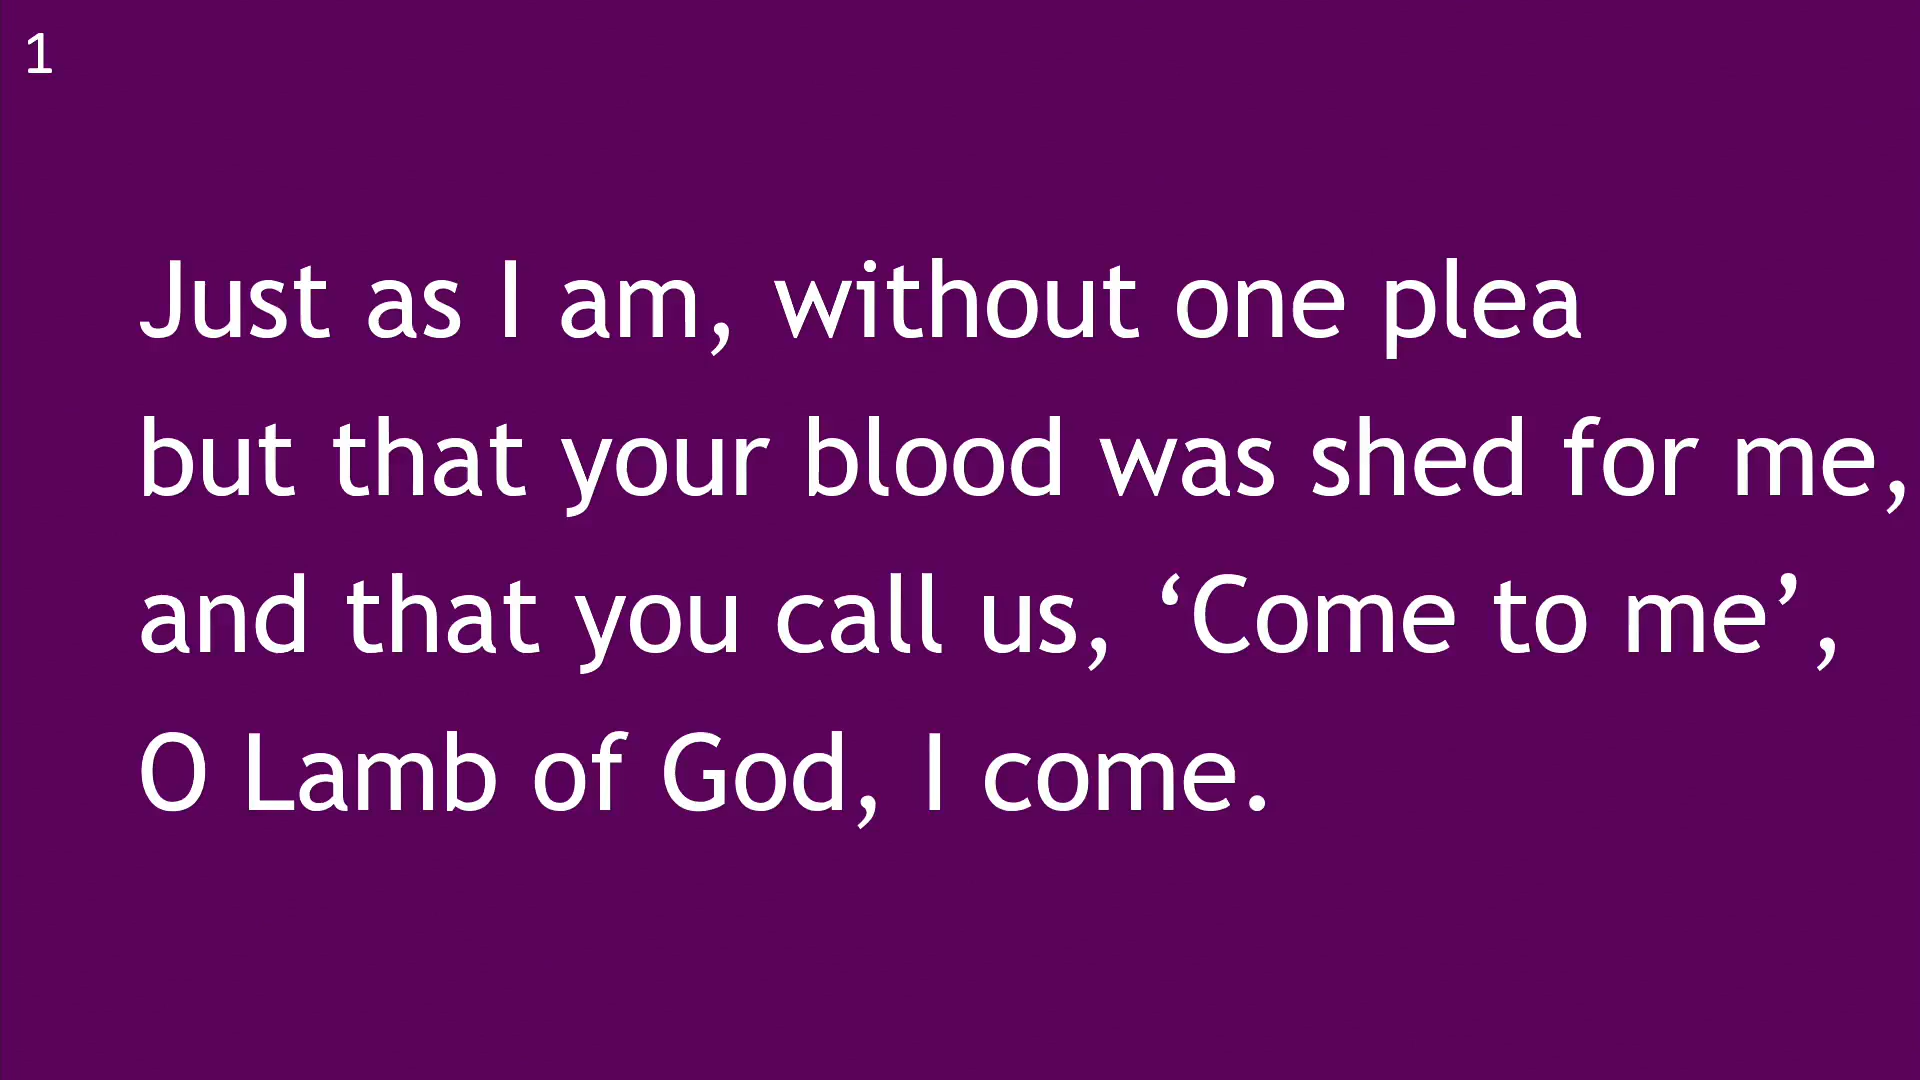 1
Just as I am, without one plea
but that your blood was shed for me,
and that you call us, ‘Come to me’,
O Lamb of God, I come.